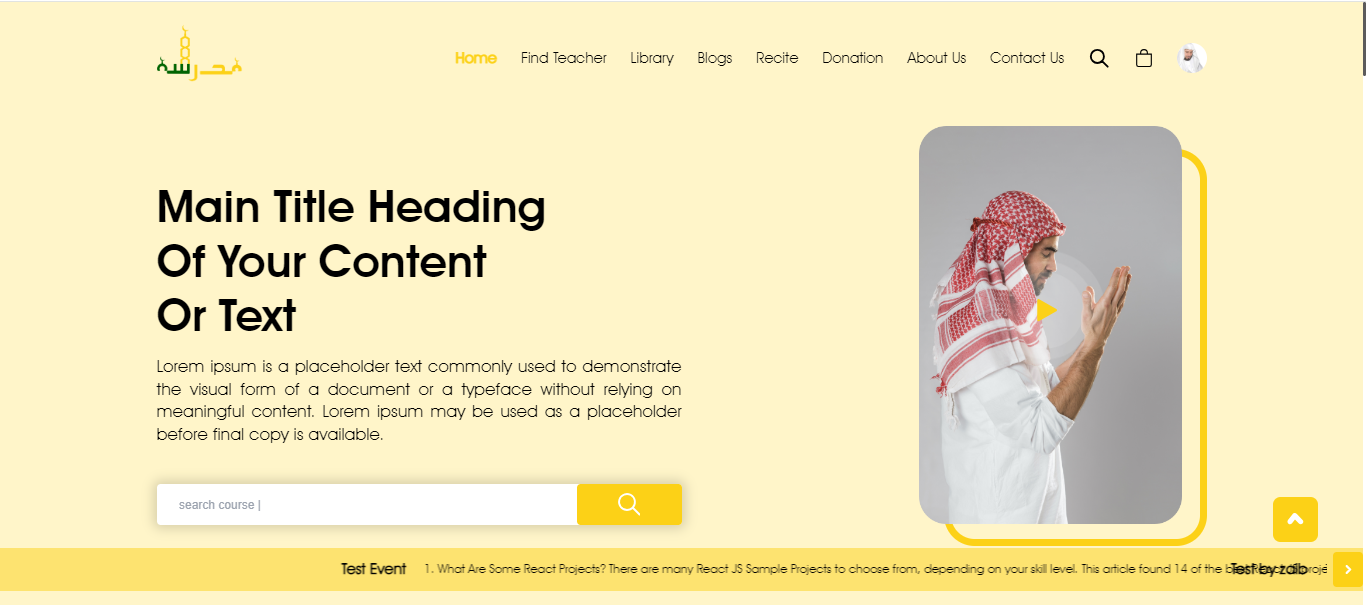 مدرسة
Home Find Teacher Library Blogs Recite Donation About Us Contact Us
Main Title Heading
Of Your Content
Or Text
Lorem ipsum is a placeholder text commonly used to demonstrate
the visual form of a document or a typeface without relying on
meaningful content. Lorem ipsum may be used as a placeholder
before final copy is available.
search course |
Test Event 1. What Are Some React Projects? There are many React JS Sample Projects to choose from, depending on your skill level. This article found 14 of the Test by zaib